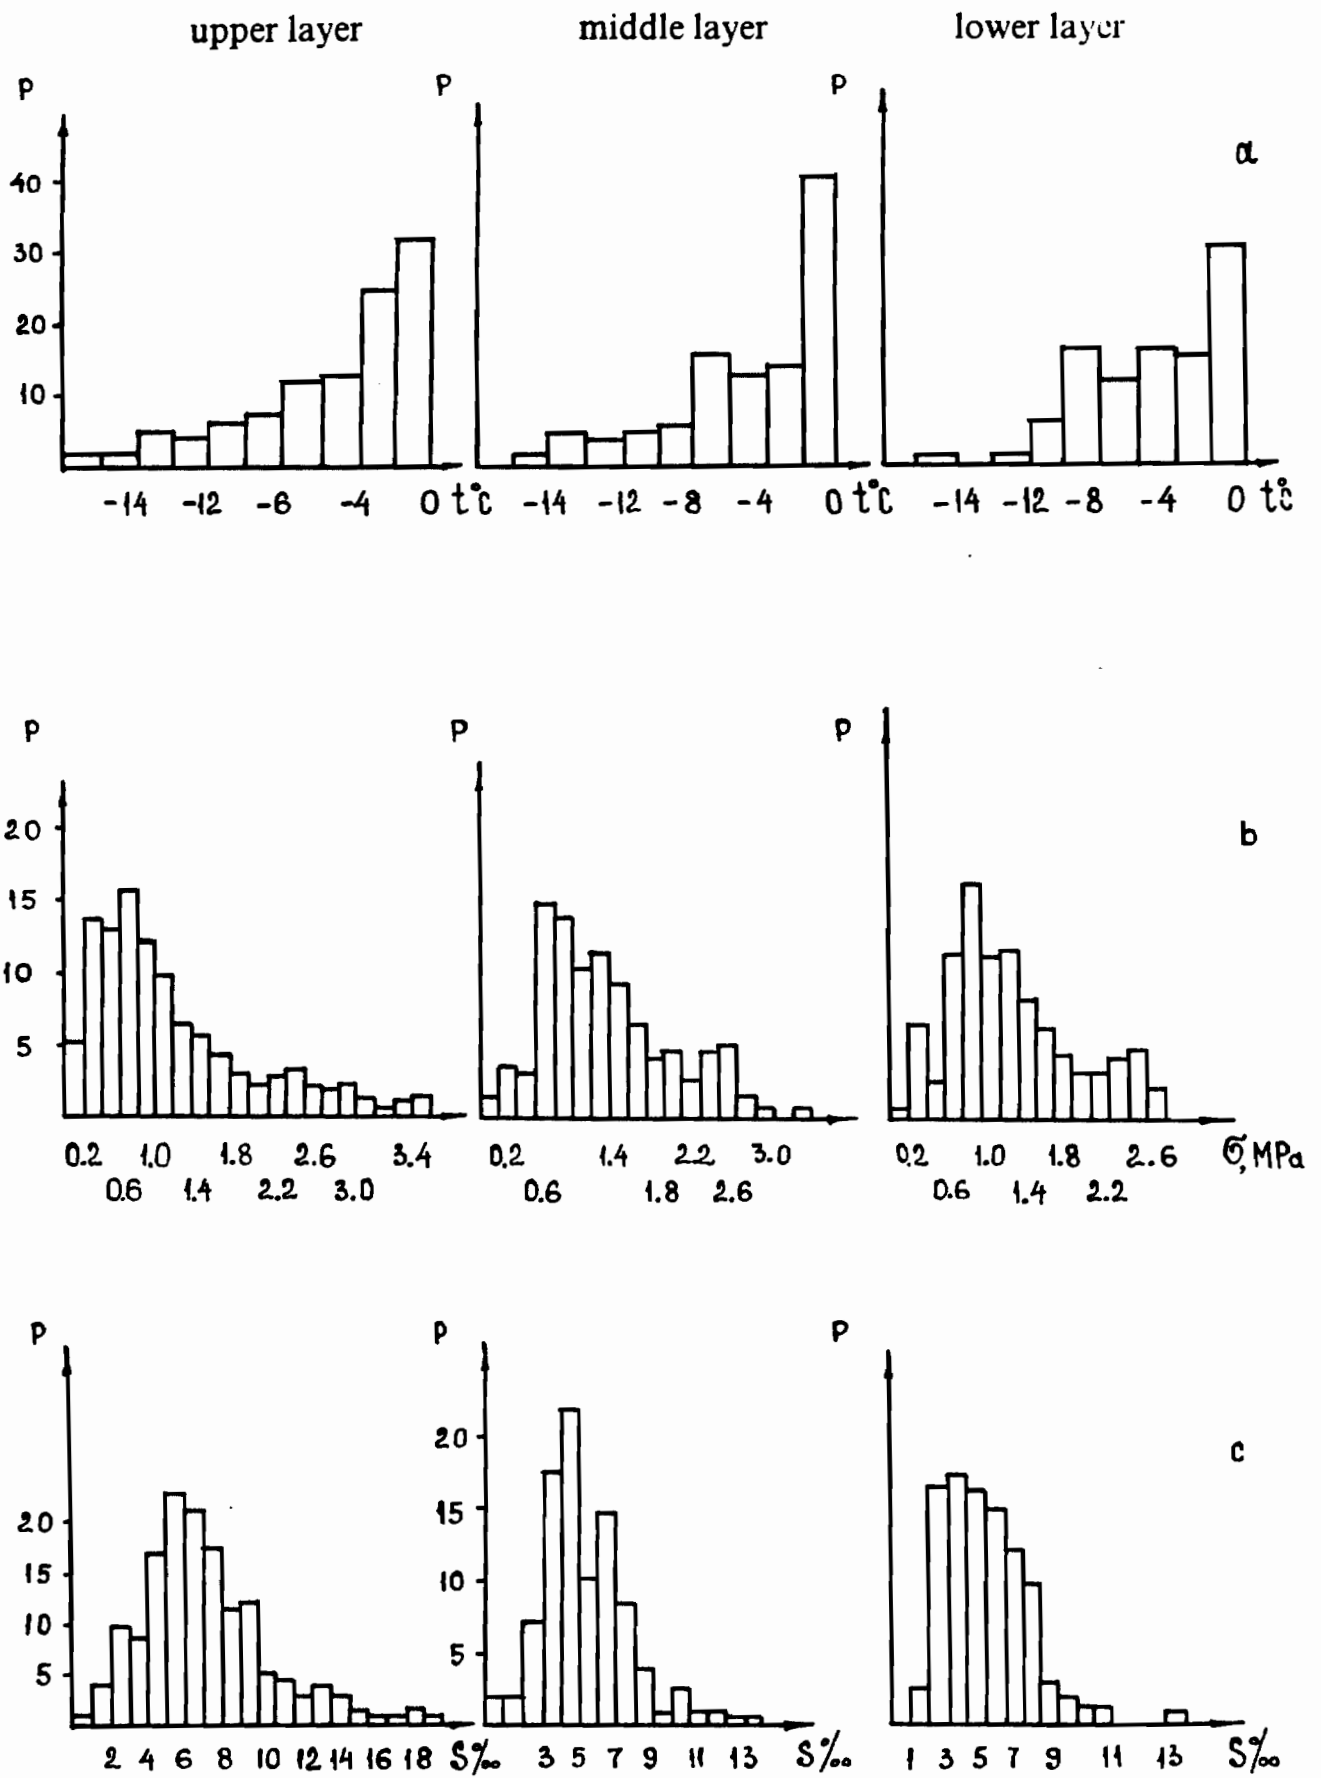 upper layer middle layer lower layer
P P P
a
40
30
20
10
-14 -12 -6 -4 0 t°C -14 -12 -8 -4 0 t°C -14 -12 -8 -4 0 t°C
P P P
b
20
15
10
5
0.2 1.0 1.8 2.6 3.4 0.2 1.4 2.2 3.0 0.2 1.0 1.8 2.6 σ, MPa
0.6 1.4 2.2 3.0 0.6 1.8 2.6 0.6 1.4 2.2
P P P
c
20
15
10
5
20
15
10
5
2 4 6 8 10 12 14 16 18 S‰ 3 5 7 9 11 13 S‰ 1 3 5 7 9 11 13 S‰